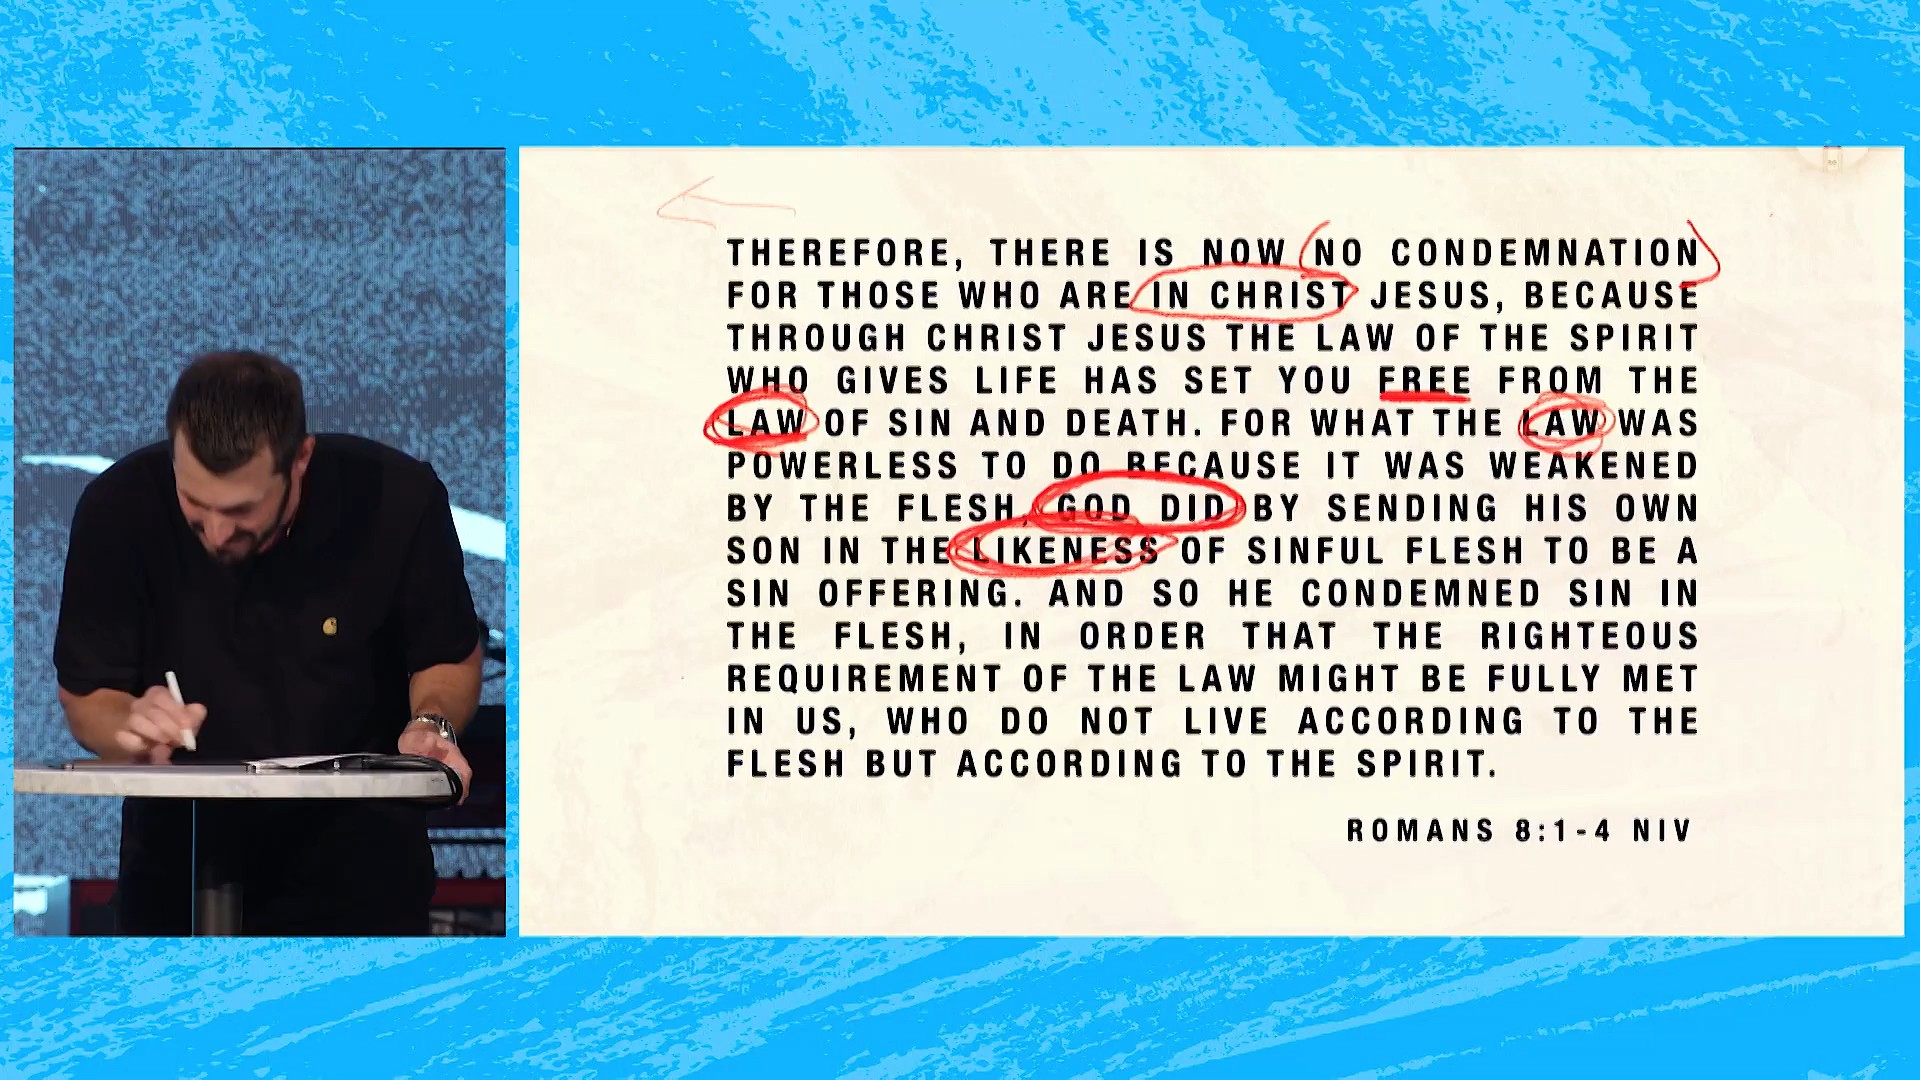 THEREFORE, THERE IS NOW NO CONDEMNATION
FOR THOSE WHO ARE IN CHRIST JESUS, BECAUSE
THROUGH CHRIST JESUS THE LAW OF THE SPIRIT
WHO GIVES LIFE HAS SET YOU FREE FROM THE
LAW OF SIN AND DEATH. FOR WHAT THE LAW WAS
POWERLESS TO DO BECAUSE IT WAS WEAKENED
BY THE FLESH, GOD DID BY SENDING HIS OWN
SON IN THE LIKENESS OF SINFUL FLESH TO BE A
SIN OFFERING. AND SO HE CONDEMNED SIN IN
THE FLESH, IN ORDER THAT THE RIGHTEOUS
REQUIREMENT OF THE LAW MIGHT BE FULLY MET
IN US, WHO DO NOT LIVE ACCORDING TO THE
FLESH BUT ACCORDING TO THE SPIRIT.
ROMANS 8:1-4 NIV